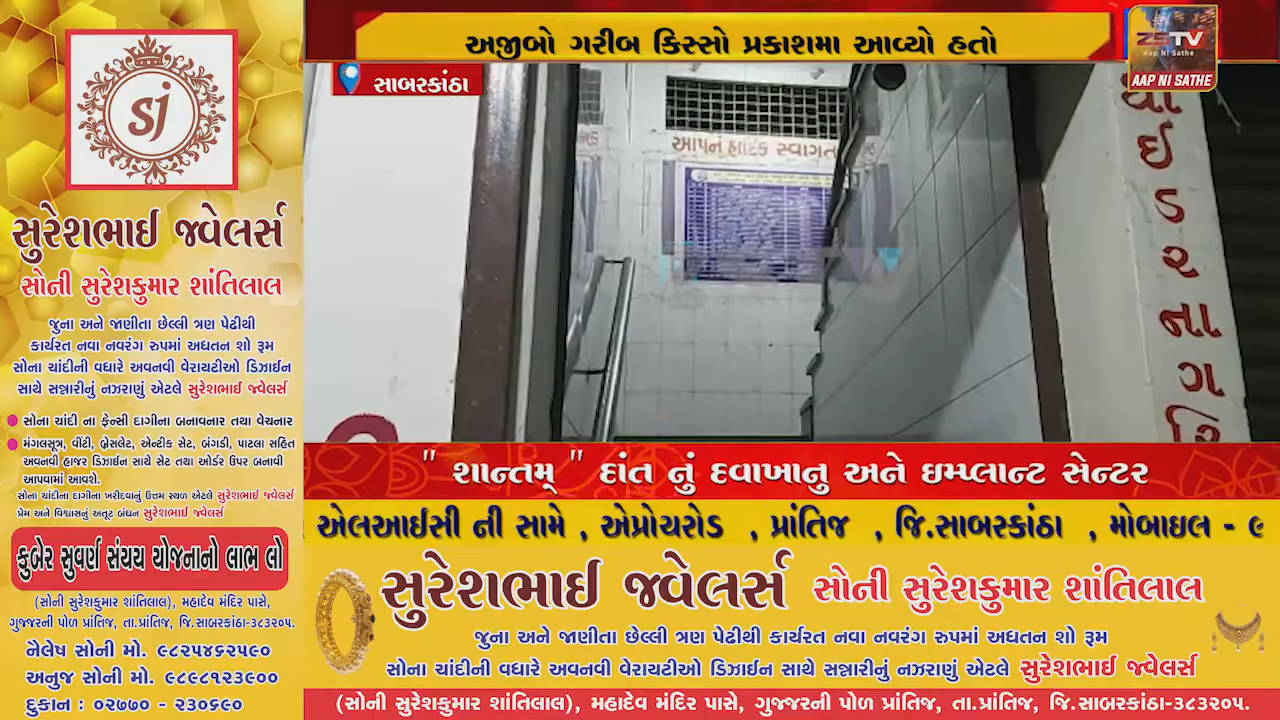 SJ
સુરેશભાઈ જ્વેલર્સ
સોની સુરેશકુમાર શાંતિલાલ
જુના અને જાણીતા છેલ્લી ત્રણ પેઢીથી
કાર્યરત નવા નવરંગ રુપમાં અધતન શો રૂમ
સોના ચાંદીની વધારે અવનવી વેરાયટીઓ ડિઝાઈન
સાથે સન્નારીનું નઝરાણું એટલે સુરેશભાઈ જ્વેલર્સ
સોના ચાંદી ના ફેન્સી દાગીના બનાવનાર તથા વેચનાર
મંગલસૂત્ર, વીંટી, બ્રેસલેટ, એન્ટીક સેટ, બંગડી, પાટલા સહિત
અવનવી હાજર ડિઝાઈન સાથે સેટ તથા ઓર્ડર ઉપર બનાવી
આપવામાં આવશે.
સોના ચાંદીના દાગીના ખરીદવાનું ઉત્તમ સ્થળ એટલે સુરેશભાઈ જ્વેલર્સ
પ્રેમ અને વિશ્વાસનું અતૂટ બંધન સુરેશભાઈ જ્વેલર્સ
કુબેર સુવર્ણ સંચય યોજનાનો લાભ લો
(સોની સુરેશકુમાર શાંતિલાલ), મહાદેવ મંદિર પાસે,
ગુજ્જરની પોળ પ્રાંતિજ, તા.પ્રાંતિજ, જિ.સાબરકાંઠા-૩૮૩૨૦૫.
નૈલેષ સોની મો. ૯૮૨૫૪૬૨૫૯૦
અનુજ સોની મો. ૯૮૯૮૧૨૩૯૦૦
દુકાન : ૦૨૭૭૦ - ૨૩૦૬૯૦
અજીબો ગરીબ કિસ્સો પ્રકાશમા આવ્યો હતો
ZSTV
Aap Ni Sathe
AAP NI SATHE
સાબરકાંઠા
આપનું હાર્દિક સ્વાગત
ઈડર નાગ
" શાન્તમ્ " દાંત નું દવાખાનુ અને ઇમ્પ્લાન્ટ સેન્ટર
એલઆઈસી ની સામે , એપ્રોચરોડ , પ્રાંતિજ , જિ.સાબરકાંઠા , મોબાઇલ - ૯
સુરેશભાઈ જ્વેલર્સ સોની સુરેશકુમાર શાંતિલાલ
જુના અને જાણીતા છેલ્લી ત્રણ પેઢીથી કાર્યરત નવા નવરંગ રુપમાં અધતન શો રૂમ
સોના ચાંદીની વધારે અવનવી વેરાયટીઓ ડિઝાઈન સાથે સન્નારીનું નઝરાણું એટલે સુરેશભાઈ જ્વેલર્સ
(સોની સુરેશકુમાર શાંતિલાલ), મહાદેવ મંદિર પાસે, ગુજ્જરની પોળ પ્રાંતિજ, તા.પ્રાંતિજ, જિ.સાબરકાંઠા-૩૮૩૨૦૫.